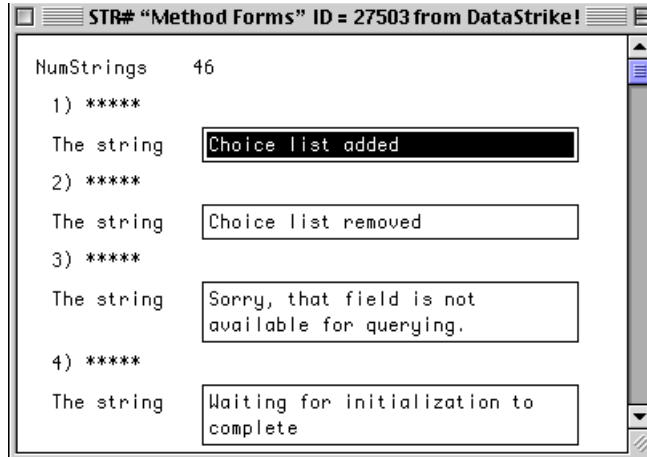 STR# “Method Forms” ID = 27503 from DataStrike!
NumStrings 46
1) *****
The string Choice list added
2) *****
The string Choice list removed
3) *****
The string Sorry, that field is not
available for querying.
4) *****
The string Waiting for initialization to
complete